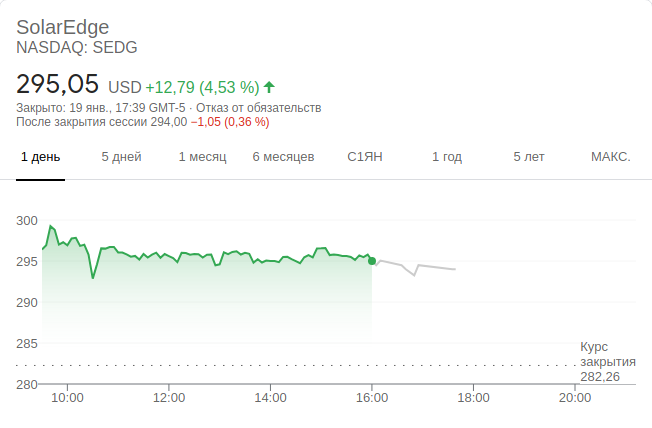 SolarEdge
NASDAQ: SEDG
295,05 USD +12,79 (4,53 %)
Закрыто: 19 янв., 17:39 GMT-5 · Отказ от обязательств
После закрытия сессии 294,00 −1,05 (0,36 %)
1 день 5 дней 1 месяц 6 месяцев С1ЯН 1 год 5 лет МАКС.
300
295
290
285
Курс
закрытия
282,26
280
10:00 12:00 14:00 16:00 18:00 20:00